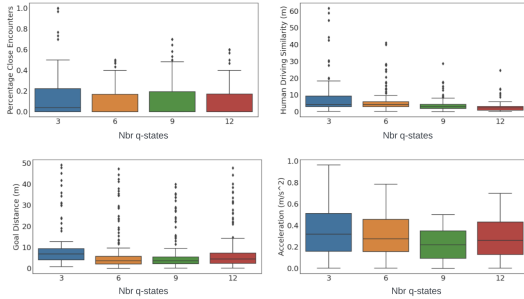 Percentage Close Encounters
1.0
0.8
0.6
0.4
0.2
0.0
3 6 9 12
Nbr q-states
Human Driving Similarity (m)
60
50
40
30
20
10
0
3 6 9 12
Nbr q-states
Goal Distance (m)
50
40
30
20
10
0
3 6 9 12
Nbr q-states
Acceleration (m/s^2)
1.0
0.8
0.6
0.4
0.2
0.0
3 6 9 12
Nbr q-states